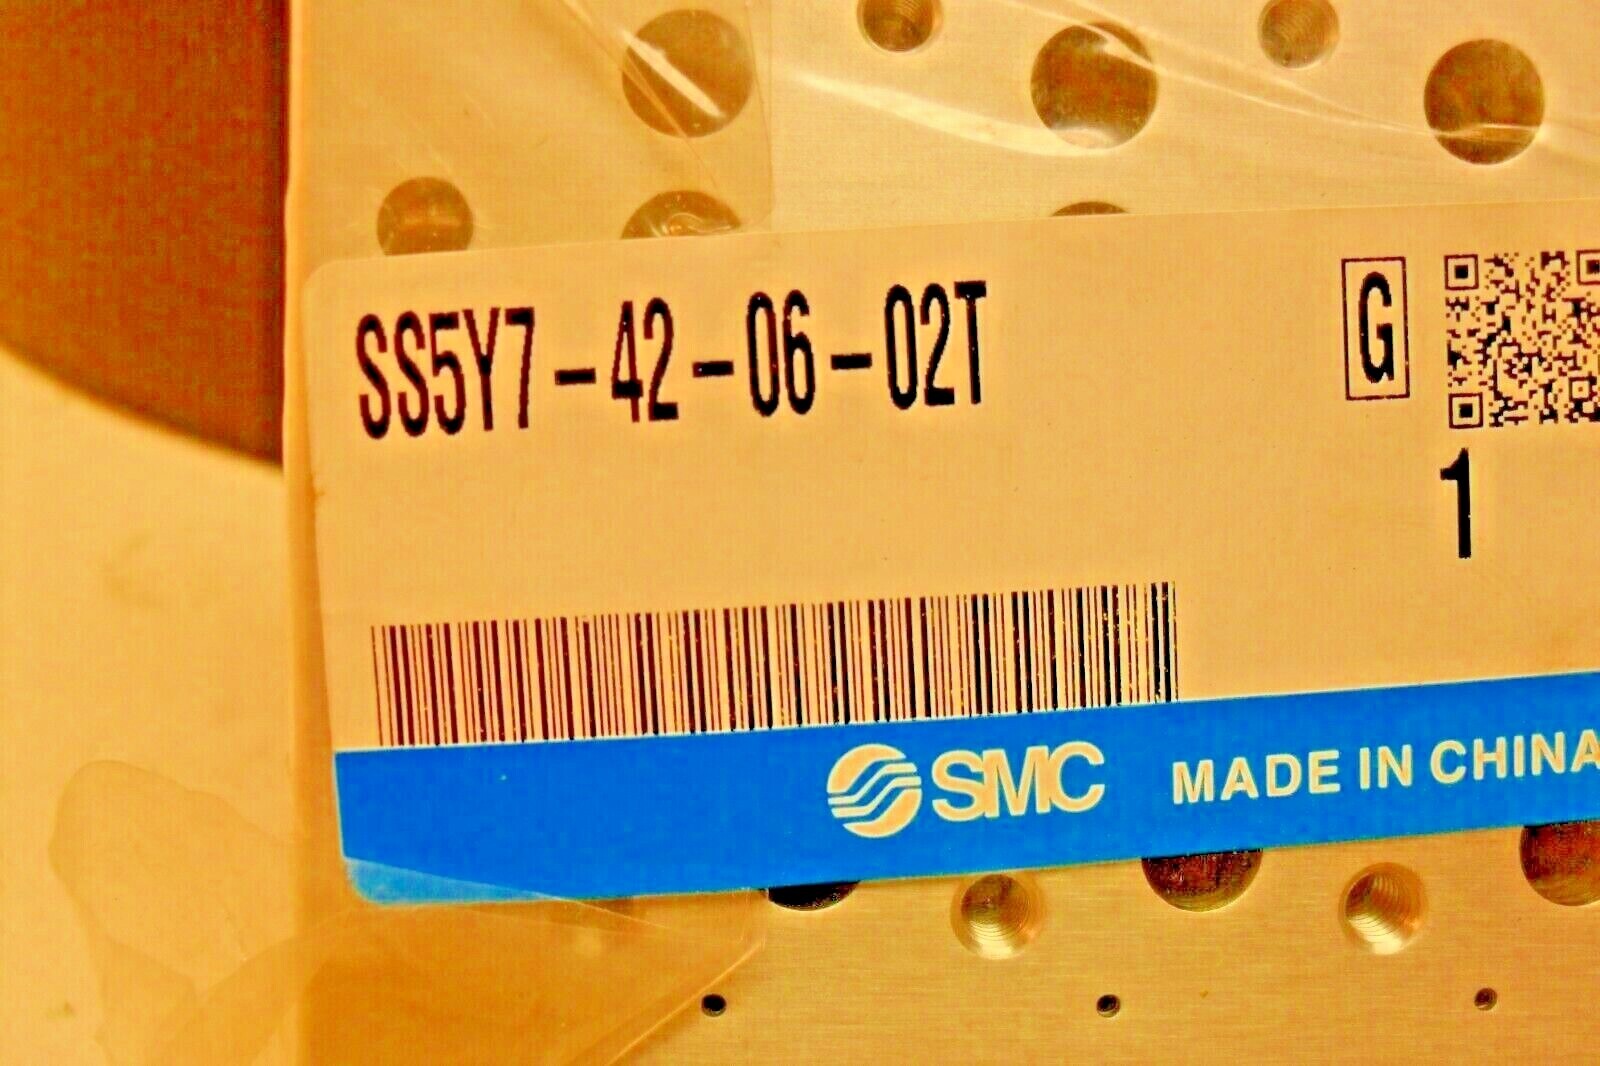 SS5Y7-42-06-02T
G
1
SMC MADE IN CHINA